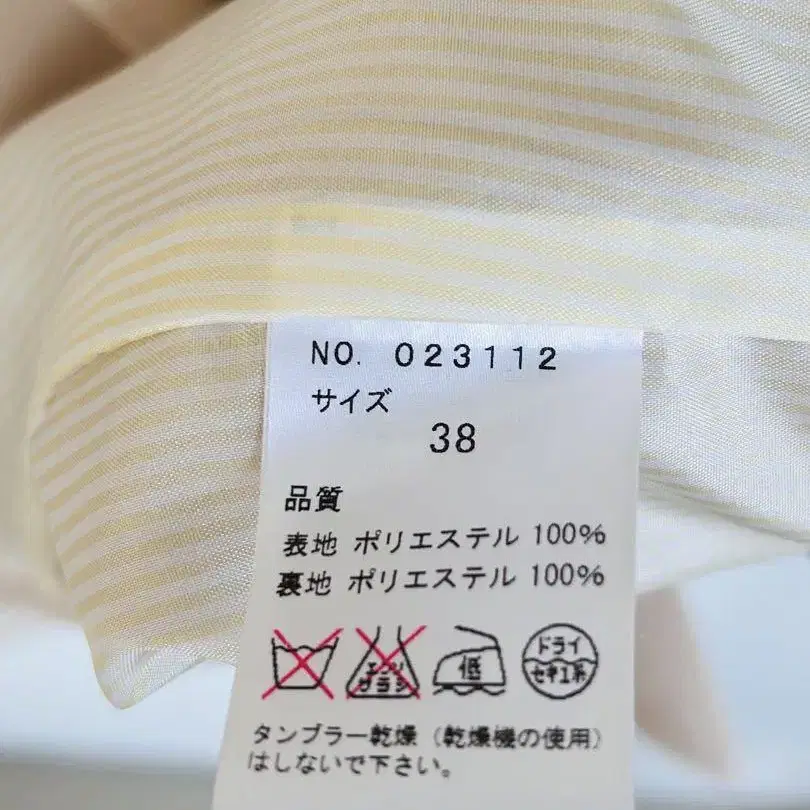 NO. 023112
サイズ
38
品質
表地 ポリエステル 100%
裏地 ポリエステル 100%
エンソ サラシ
低
ドライ
セキユ系
タンブラー乾燥（乾燥機の使用）
はしないで下さい。